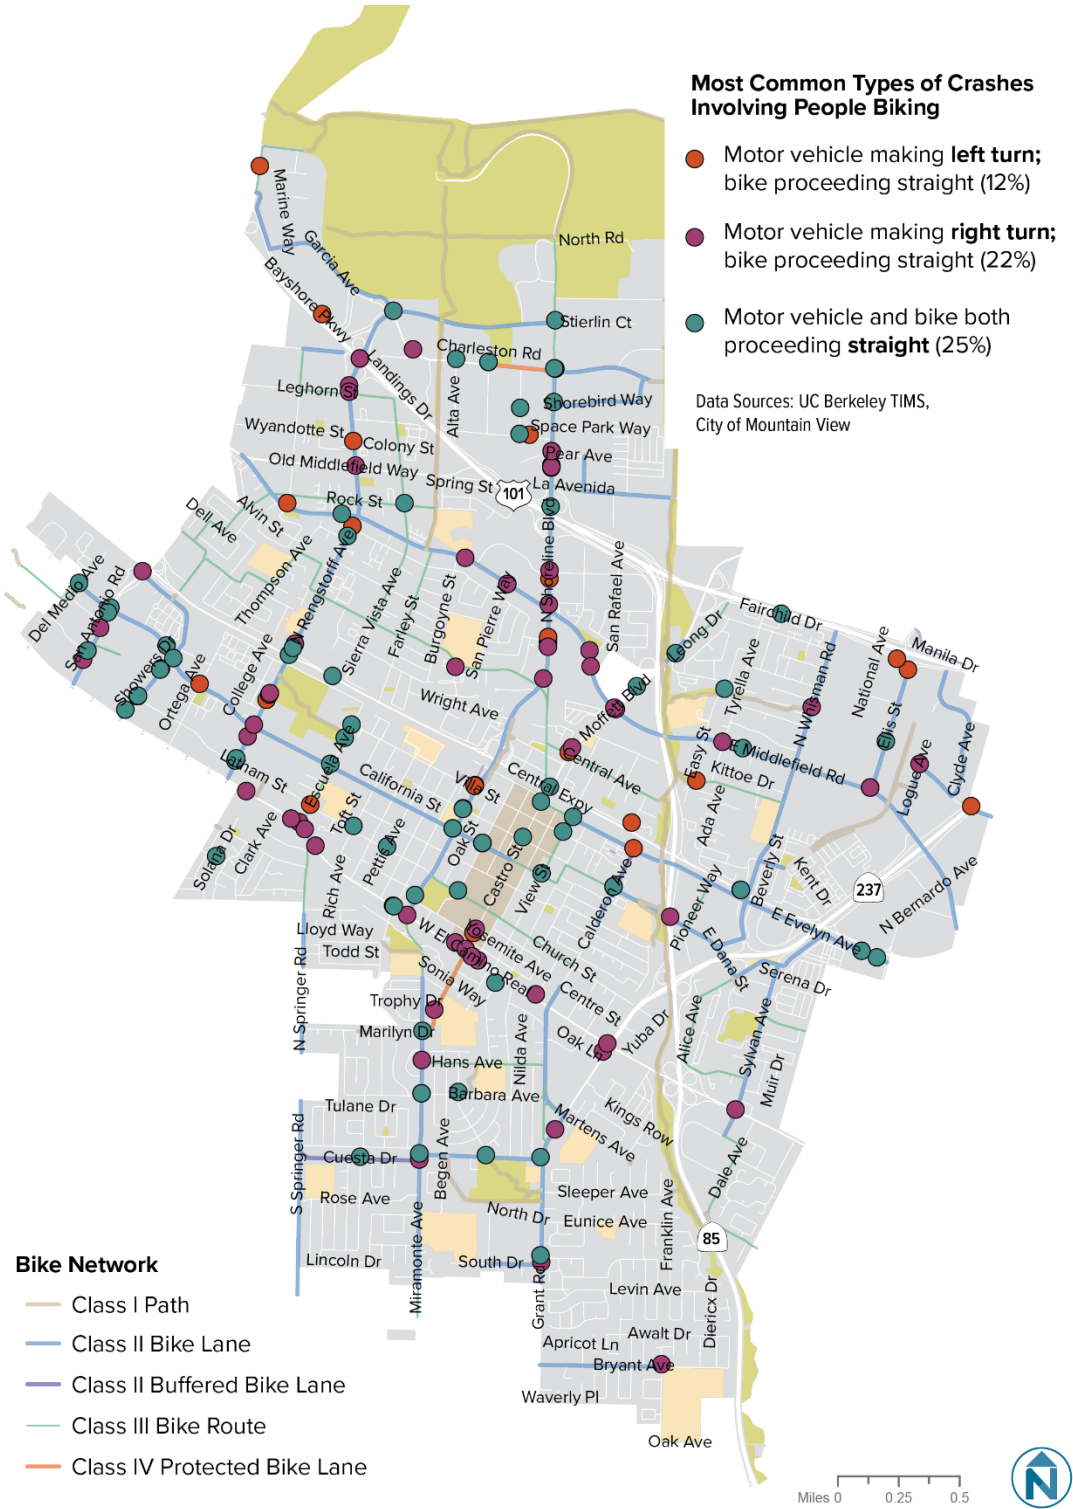 Most Common Types of Crashes
Involving People Biking
Motor vehicle making left turn;
bike proceeding straight (12%)
Motor vehicle making right turn;
bike proceeding straight (22%)
Motor vehicle and bike both
proceeding straight (25%)
Data Sources: UC Berkeley TIMS,
City of Mountain View
Marine Way
North Rd
Garcia Ave
Bayshore Pkwy
Stierlin Ct
Charleston Rd
Landings Dr
Leghorn St
Alta Ave
Shorebird Way
Wyandotte St
Colony St
Space Park Way
Old Middlefield Way
Pear Ave
Spring St
101
La Avenida
Rock St
Alvin St
Dell Ave
N Shoreline Blvd
Thompson Ave
N Rengstorff Ave
San Rafael Ave
Del Medio Ave
San Antonio Rd
Sierra Vista Ave
Farley St
Burgoyne St
San Pierre Way
Fairchild Dr
Leong Dr
Manila Dr
Showers Dr
Ortega Ave
College Ave
Tyrella Ave
N Whisman Rd
National Ave
Wright Ave
Moffett Blvd
Ellis St
Easy St
E Middlefield Rd
Logue Ave
Clyde Ave
Latham St
Escuela Ave
California St
Villa St
Central Expy
Central Ave
Kittoe Dr
Ada Ave
Toft St
Solana Dr
Clark Ave
Pettis Ave
Oak St
Castro St
View St
Calderon Ave
Rich Ave
Beverly St
Kent Dr
237
N Bernardo Ave
Pioneer Way
E Evelyn Ave
Lloyd Way
Todd St
W El Camino Real
Yosemite Ave
Church St
E Dana St
Serena Dr
Sonia Way
Centre St
N Springer Rd
Trophy Dr
Marilyn Dr
Nilda Ave
Oak Ln
Yuba Dr
Alice Ave
Sylvan Ave
Muir Dr
Hans Ave
Barbara Ave
Tulane Dr
Kings Row
Martens Ave
S Springer Rd
Cuesta Dr
Begen Ave
Dale Ave
Rose Ave
Sleeper Ave
North Dr
Eunice Ave
Franklin Ave
Miramonte Ave
85
Lincoln Dr
South Dr
Grant Rd
Levin Ave
Diericx Dr
Awalt Dr
Apricot Ln
Bryant Ave
Waverly Pl
Oak Ave
Bike Network
Class I Path
Class II Bike Lane
Class II Buffered Bike Lane
Class III Bike Route
Class IV Protected Bike Lane
Miles 0 0.25 0.5
N